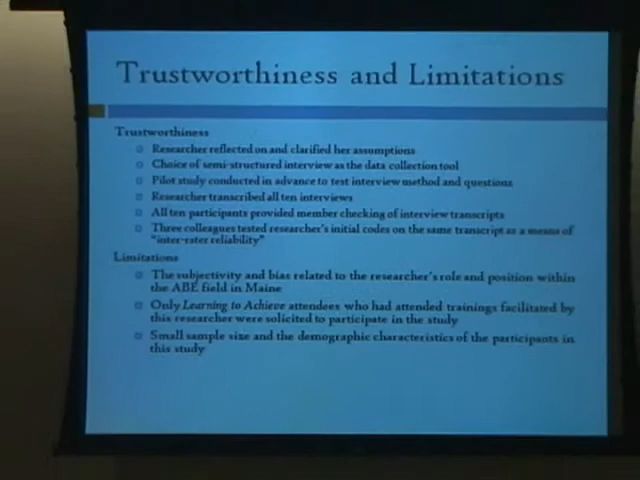 Trustworthiness and Limitations
Trustworthiness
Researcher reflected on and clarified her assumptions
Choice of semi-structured interview as the data collection tool
Pilot study conducted in advance to test interview method and questions
Researcher transcribed all ten interviews
All ten participants provided member checking of interview transcripts
Three colleagues tested researcher's initial codes on the same transcript as a means of
"inter-rater reliability"
Limitations
The subjectivity and bias related to the researcher's role and position within
the ABE field in Maine
Only Learning to Achieve attendees who had attended trainings facilitated by
this researcher were solicited to participate in the study
Small sample size and the demographic characteristics of the participants in
this study